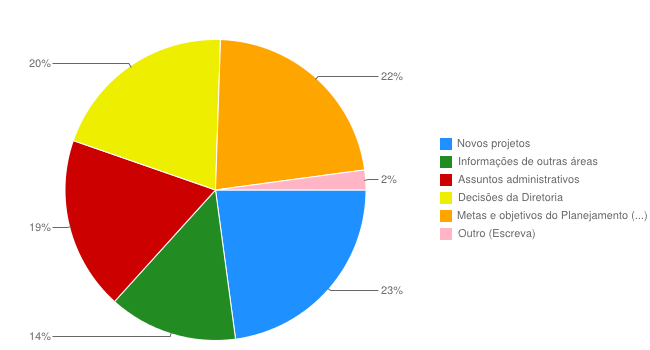 20%
22%
2%
19%
23%
14%
Novos projetos
Informações de outras áreas
Assuntos administrativos
Decisões da Diretoria
Metas e objetivos do Planejamento (...)
Outro (Escreva)